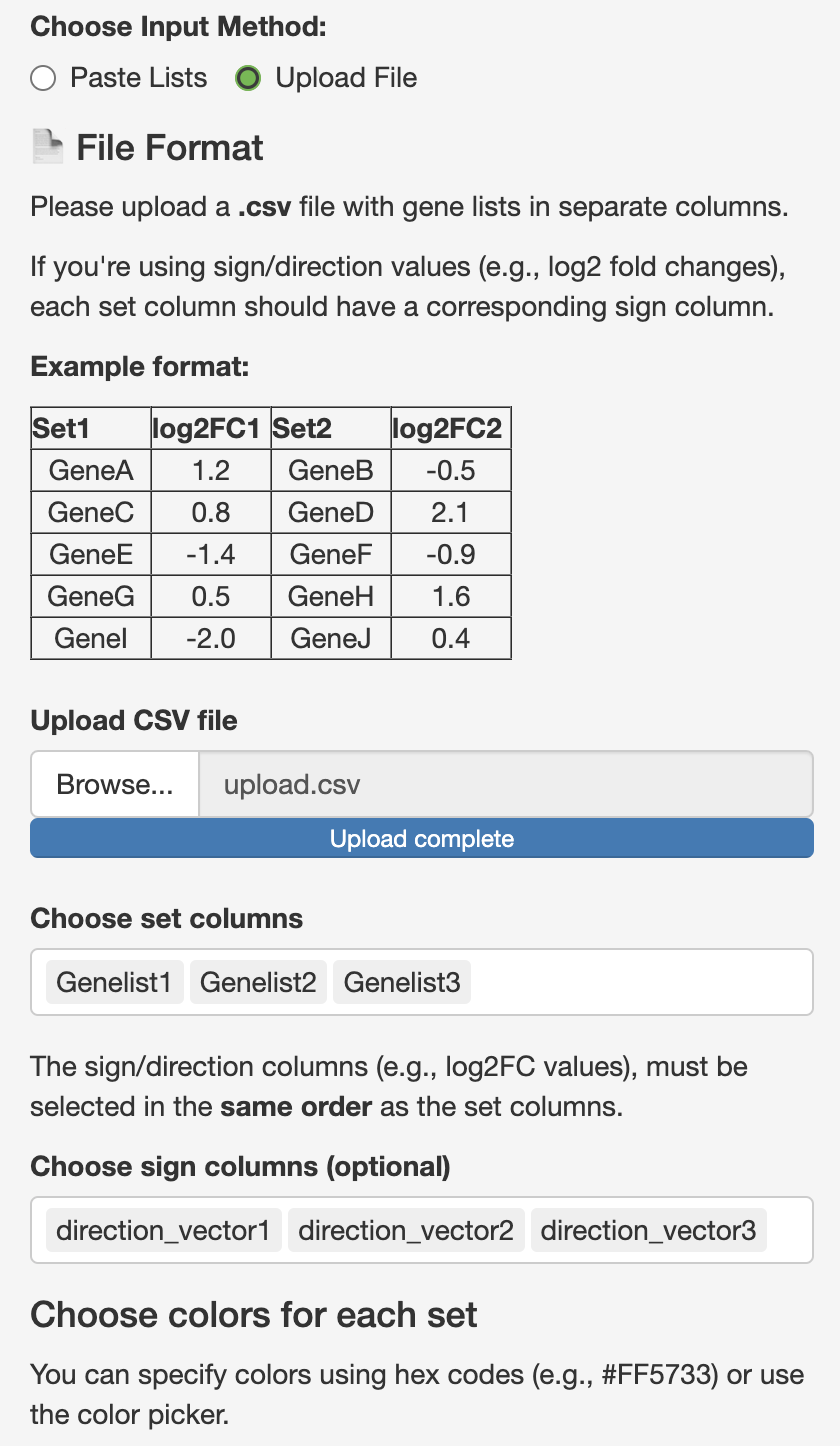 Choose Input Method:
Paste Lists Upload File
File Format
Please upload a .csv file with gene lists in separate columns.
If you're using sign/direction values (e.g., log2 fold changes),
each set column should have a corresponding sign column.
Example format:
Set1 log2FC1 Set2 log2FC2
GeneA 1.2 GeneB -0.5
GeneC 0.8 GeneD 2.1
GeneE -1.4 GeneF -0.9
GeneG 0.5 GeneH 1.6
GeneI -2.0 GeneJ 0.4
Upload CSV file
Browse... upload.csv
Upload complete
Choose set columns
Genelist1 Genelist2 Genelist3
The sign/direction columns (e.g., log2FC values), must be
selected in the same order as the set columns.
Choose sign columns (optional)
direction_vector1 direction_vector2 direction_vector3
Choose colors for each set
You can specify colors using hex codes (e.g., #FF5733) or use
the color picker.